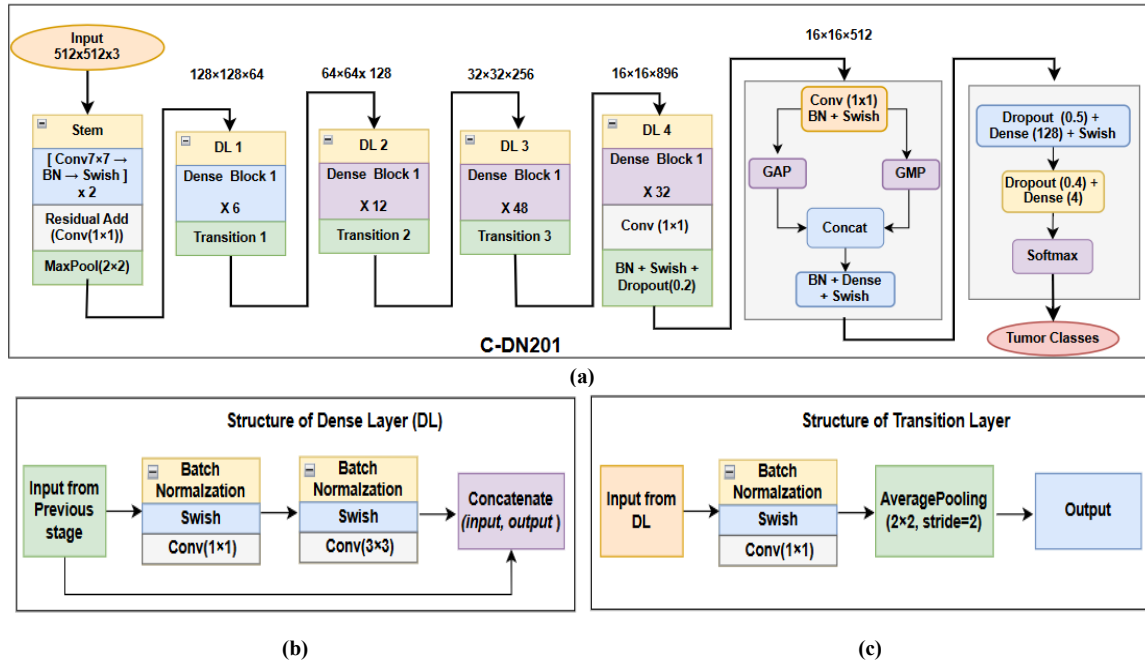 Input
512x512x3
128×128×64
64×64x 128
32×32×256
16×16×896
16×16×512
Stem
[ Conv7×7 →
BN → Swish ]
x 2
Residual Add
(Conv(1×1))
MaxPool(2×2)
DL 1
Dense Block 1
X 6
Transition 1
DL 2
Dense Block 1
X 12
Transition 2
DL 3
Dense Block 1
X 48
Transition 3
DL 4
Dense Block 1
X 32
Conv (1×1)
BN + Swish +
Dropout(0.2)
Conv (1x1)
BN + Swish
GAP
GMP
Concat
BN + Dense
+ Swish
Dropout (0.5) +
Dense (128) + Swish
Dropout (0.4) +
Dense (4)
Softmax
Tumor Classes
C-DN201
(a)
Structure of Dense Layer (DL)
Input from
Previous
stage
Batch
Normalzation
Swish
Conv(1×1)
Batch
Normalzation
Swish
Conv(3×3)
Concatenate
(input, output )
(b)
Structure of Transition Layer
Input from
DL
Batch
Normalzation
Swish
Conv(1×1)
AveragePooling
(2×2, stride=2)
Output
(c)